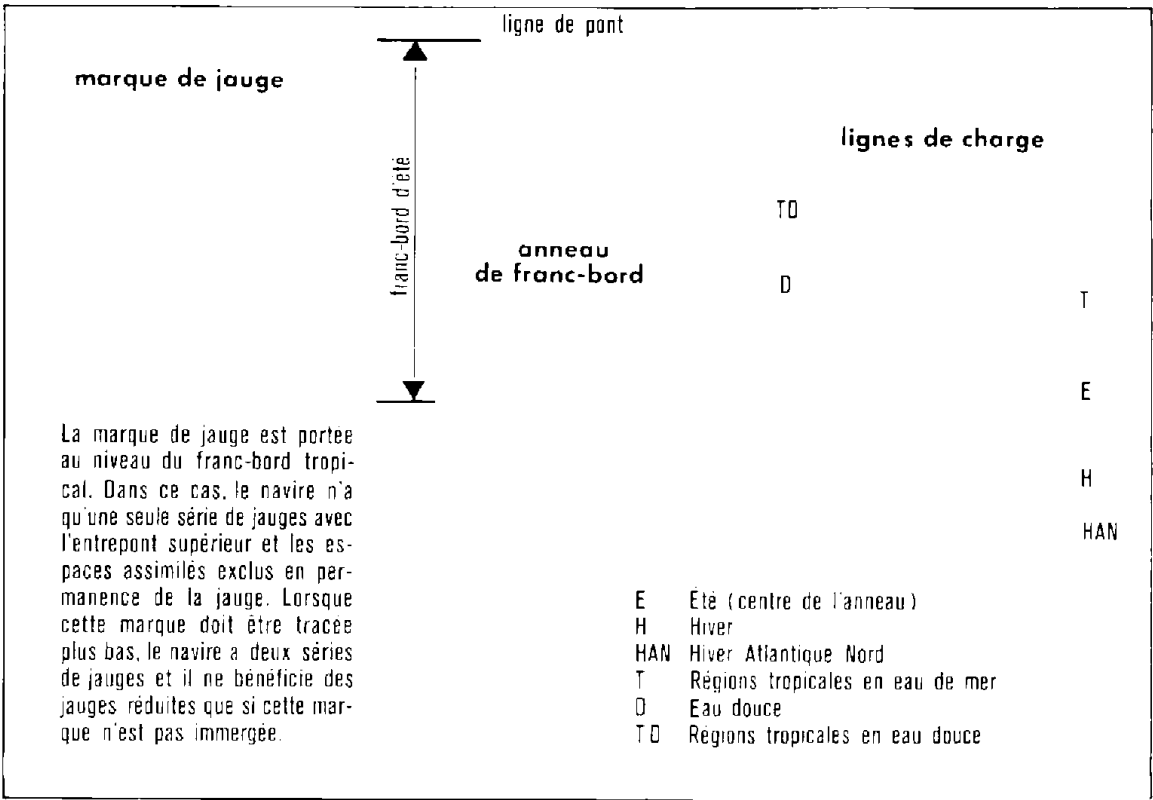 ligne de pont
marque de jauge
lignes de charge
franc-bord d'été
TD
anneau
de franc-bord
D
T
E
H
HAN
La marque de jauge est portée
au niveau du franc-bord tropi-
cal. Dans ce cas, le navire n'a
qu'une seule série de jauges avec
l'entrepont supérieur et les es-
paces assimilés exclus en per-
manence de la jauge. Lorsque
cette marque doit être tracée
plus bas, le navire a deux séries
de jauges et il ne bénéficie des
jauges réduites que si cette mar-
que n'est pas immergée.
E Été (centre de l'anneau)
H Hiver
HAN Hiver Atlantique Nord
T Régions tropicales en eau de mer
D Eau douce
TD Régions tropicales en eau douce